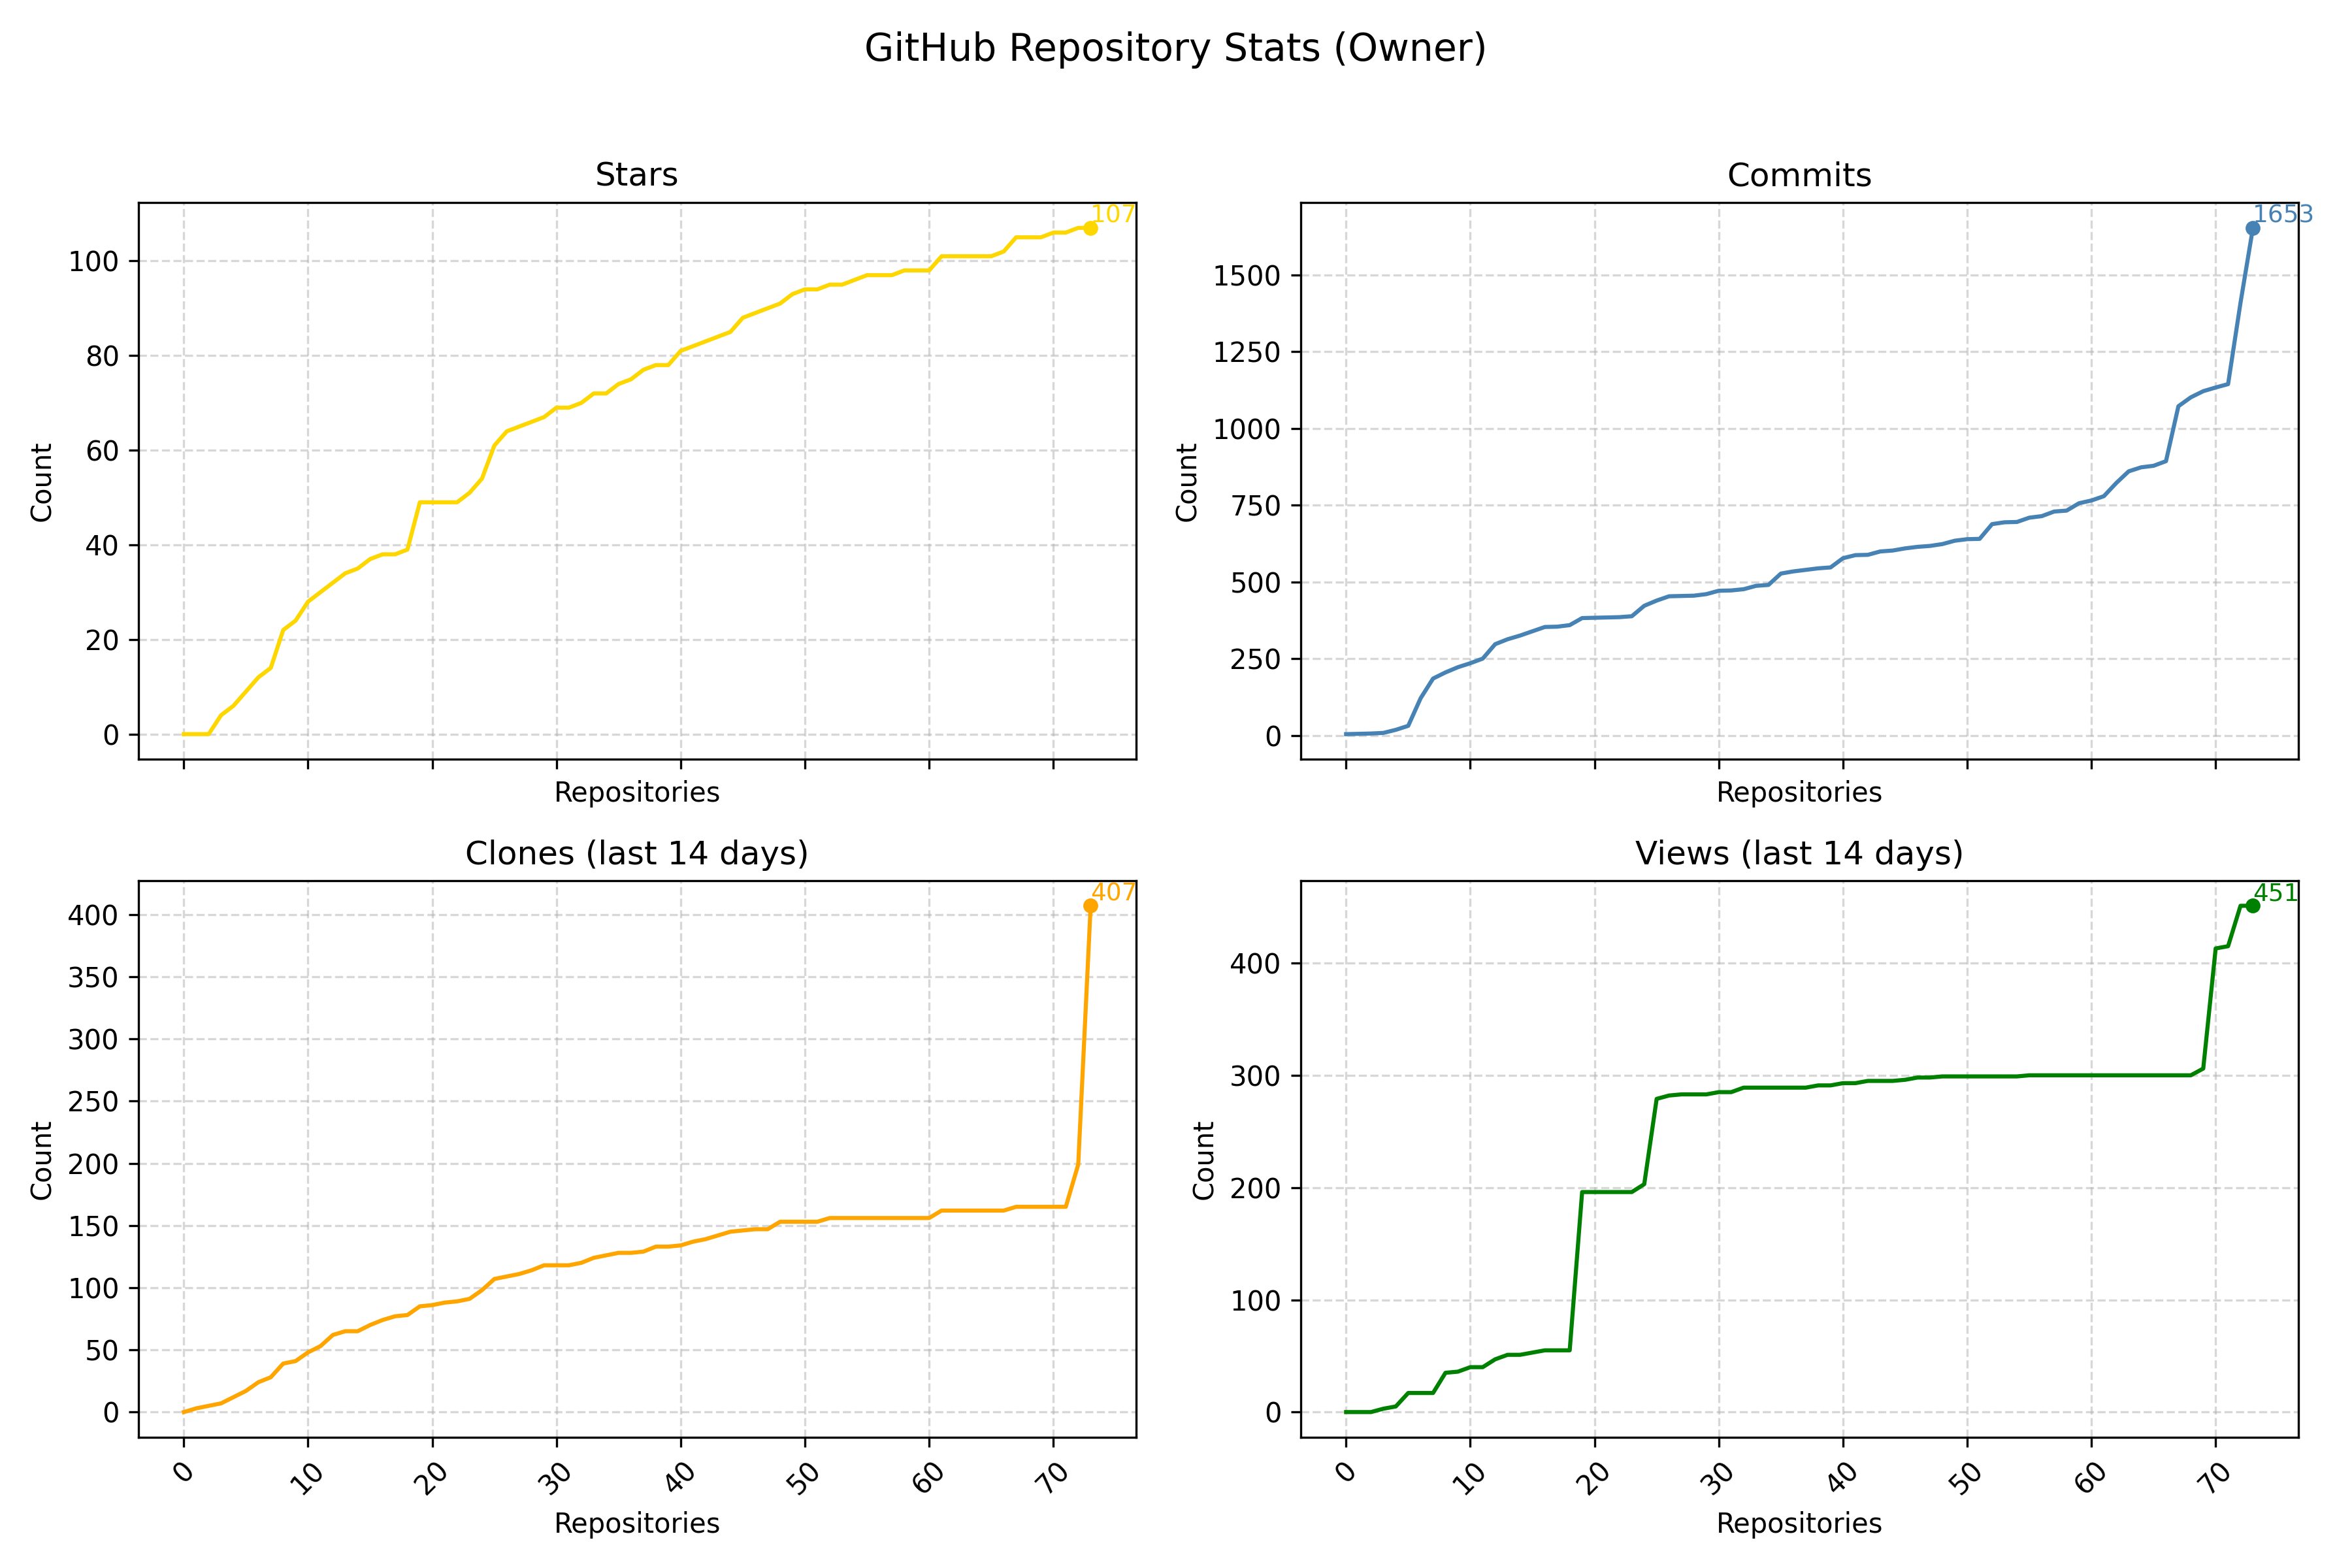 GitHub Repository Stats (Owner)
Stars
107
100
80
60
40
20
0
Count
Repositories
Commits
1653
1500
1250
1000
750
500
250
0
Count
Repositories
Clones (last 14 days)
407
400
350
300
250
200
150
100
50
0
Count
0 10 20 30 40 50 60 70
Repositories
Views (last 14 days)
451
400
300
200
100
0
Count
0 10 20 30 40 50 60 70
Repositories